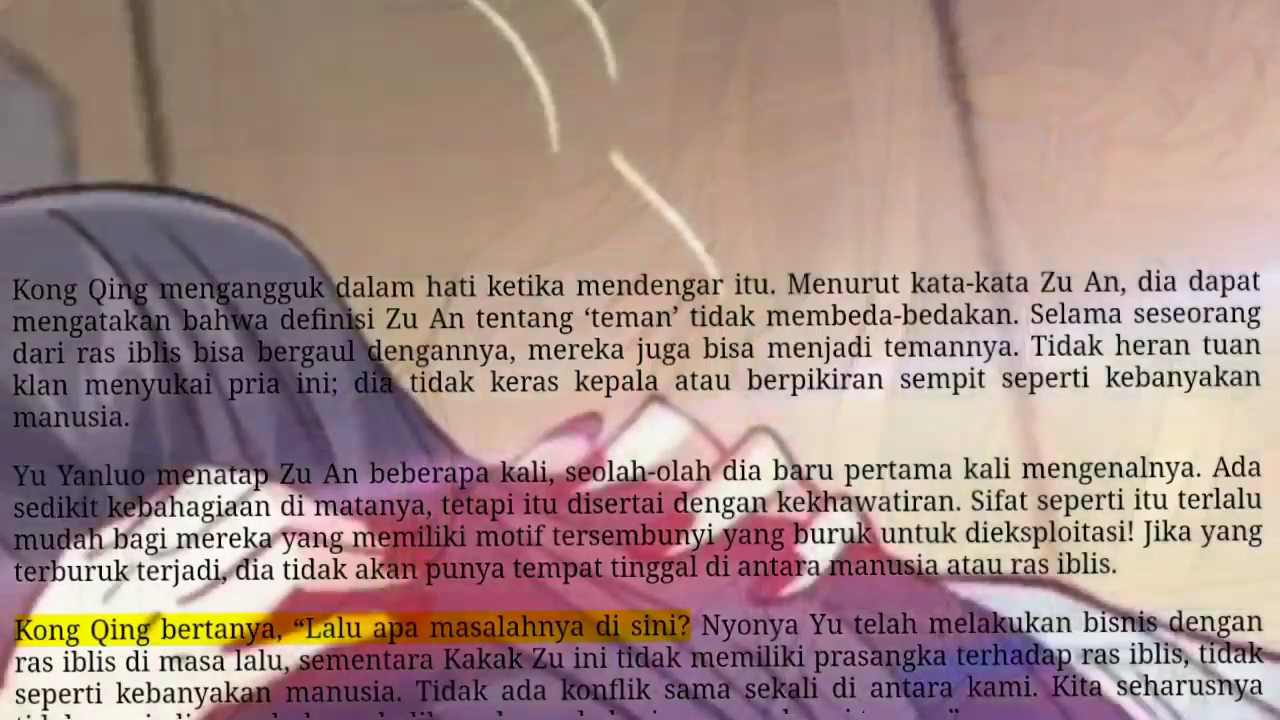 Kong Qing mengangguk dalam hati ketika mendengar itu. Menurut kata-kata Zu An, dia dapat
mengatakan bahwa definisi Zu An tentang ‘teman’ tidak membeda-bedakan. Selama seseorang
dari ras iblis bisa bergaul dengannya, mereka juga bisa menjadi temannya. Tidak heran tuan
klan menyukai pria ini; dia tidak keras kepala atau berpikiran sempit seperti kebanyakan
manusia.
Yu Yanluo menatap Zu An beberapa kali, seolah-olah dia baru pertama kali mengenalnya. Ada
sedikit kebahagiaan di matanya, tetapi itu disertai dengan kekhawatiran. Sifat seperti itu terlalu
mudah bagi mereka yang memiliki motif tersembunyi yang buruk untuk dieksploitasi! Jika yang
terburuk terjadi, dia tidak akan punya tempat tinggal di antara manusia atau ras iblis.
Kong Qing bertanya, “Lalu apa masalahnya di sini? Nyonya Yu telah melakukan bisnis dengan
ras iblis di masa lalu, sementara Kakak Zu ini tidak memiliki prasangka terhadap ras iblis, tidak
seperti kebanyakan manusia. Tidak ada konflik sama sekali di antara kami. Kita seharusnya